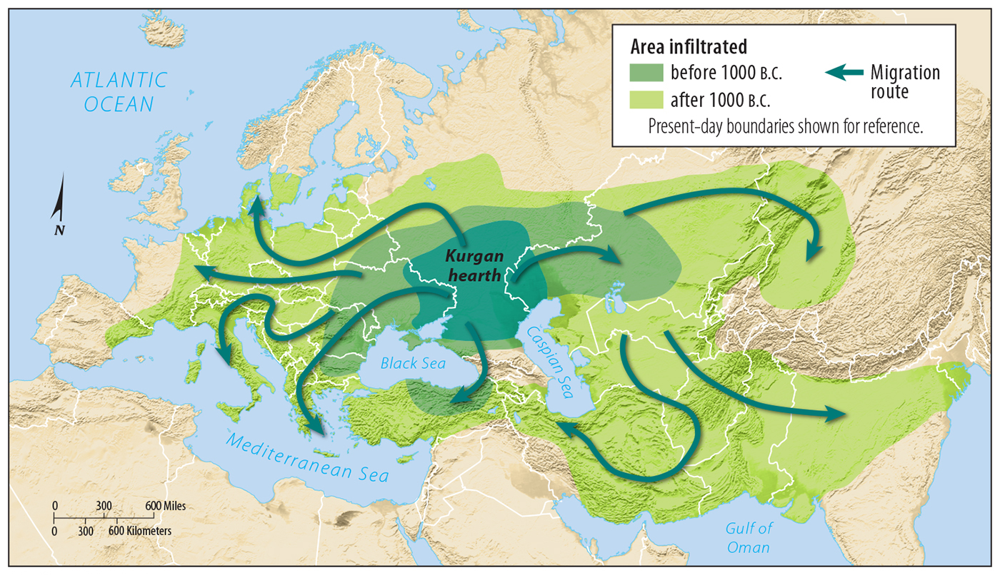 Area infiltrated
before 1000 B.C.
after 1000 B.C.
Migration
route
Present-day boundaries shown for reference.
ATLANTIC
OCEAN
N
Kurgan
hearth
Black Sea
Caspian Sea
Mediterranean Sea
Gulf of
Oman
0 300 600 Miles
0 300 600 Kilometers